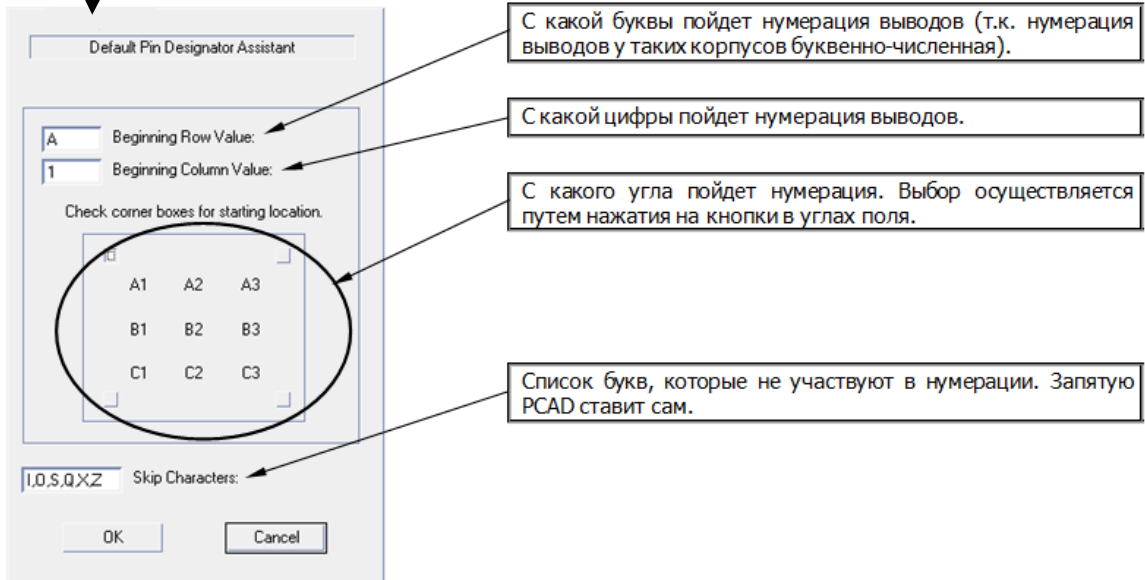 Default Pin Designator Assistant
A Beginning Row Value:
1 Beginning Column Value:
Check corner boxes for starting location.
A1 A2 A3
B1 B2 B3
C1 C2 C3
I,O,S,Q,X,Z Skip Characters:
OK Cancel
С какой буквы пойдет нумерация выводов (т.к. нумерация
выводов у таких корпусов буквенно-численная).
С какой цифры пойдет нумерация выводов.
С какого угла пойдет нумерация. Выбор осуществляется
путем нажатия на кнопки в углах поля.
Список букв, которые не участвуют в нумерации. Запятую
PCAD ставит сам.